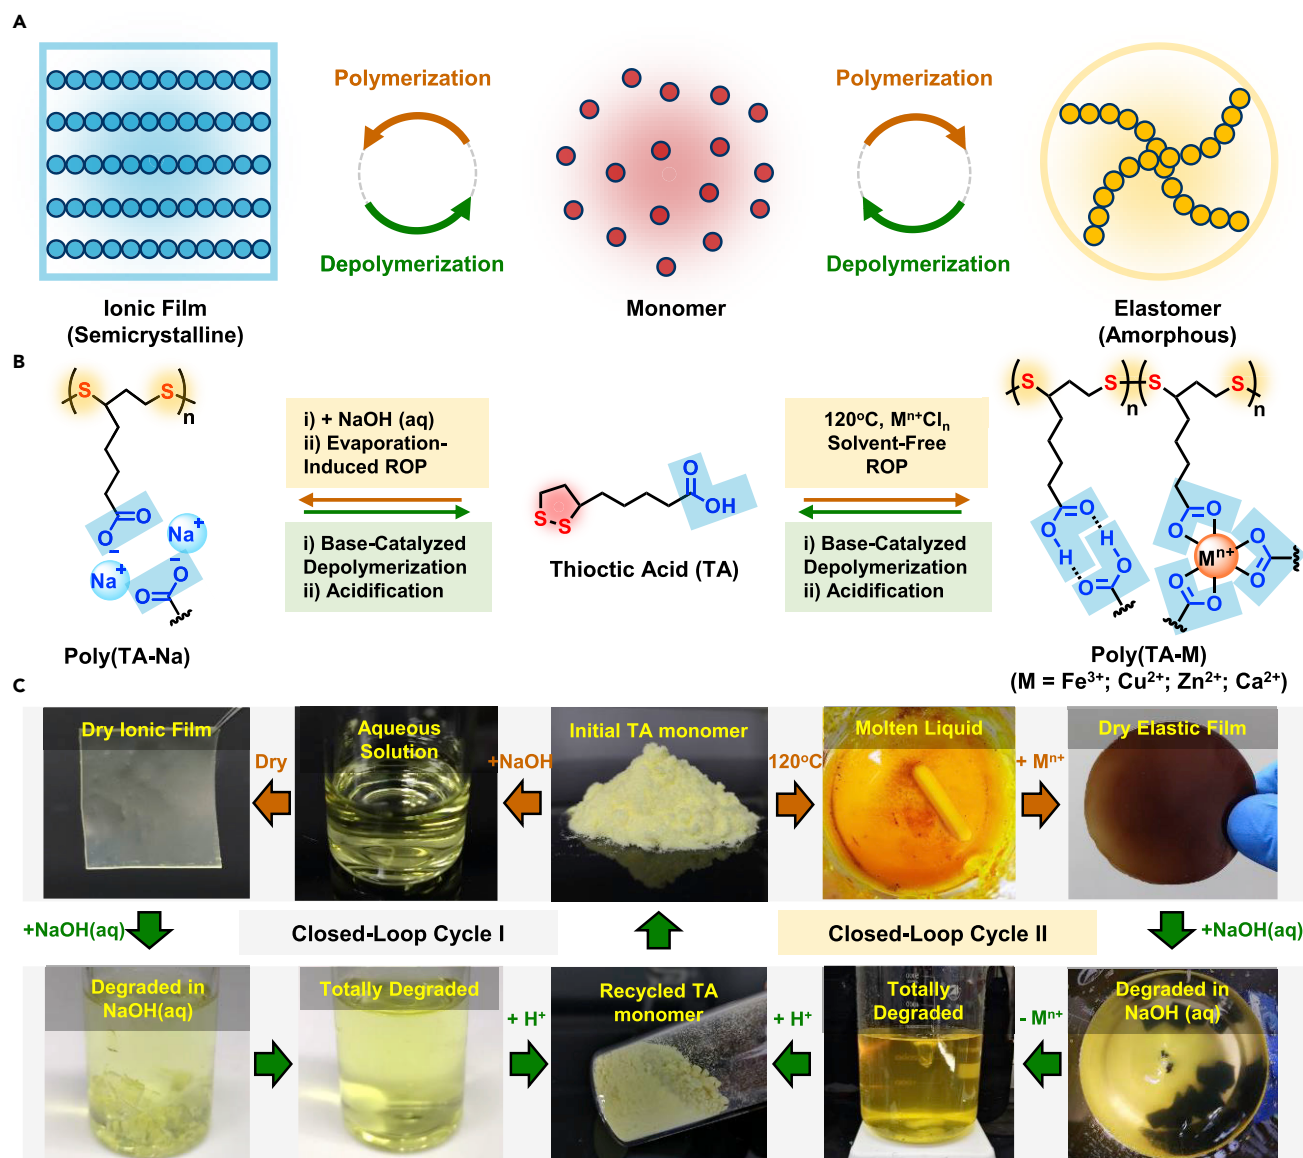 A
Polymerization
Depolymerization
Polymerization
Depolymerization
Ionic Film
(Semicrystalline)
Monomer
Elastomer
(Amorphous)
B
S
S
n
O
O
−
Na+
Na+
−
O
O
Poly(TA-Na)
i) + NaOH (aq)
ii) Evaporation-
Induced ROP
i) Base-Catalyzed
Depolymerization
ii) Acidification
S
S
O
OH
Thioctic Acid (TA)
120°C, Mn+Cln
Solvent-Free
ROP
i) Base-Catalyzed
Depolymerization
ii) Acidification
S
S
n
S
S
n
O
O
H
H
O
O
O
O
Mn+
O
O
O
O
Poly(TA-M)
(M = Fe3+; Cu2+; Zn2+; Ca2+)
C
Dry Ionic Film
Dry
Aqueous
Solution
+NaOH
Initial TA monomer
120°C
Molten Liquid
+ Mn+
Dry Elastic Film
+NaOH(aq)
Closed-Loop Cycle I
Closed-Loop Cycle II
+NaOH(aq)
Degraded in
NaOH(aq)
Totally Degraded
+ H+
Recycled TA
monomer
+ H+
Totally
Degraded
- Mn+
Degraded in
NaOH (aq)